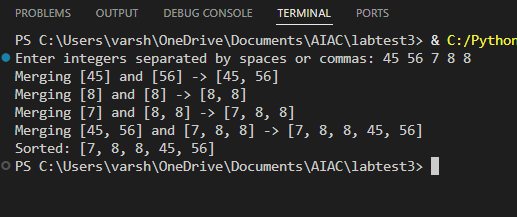 PROBLEMS OUTPUT DEBUG CONSOLE TERMINAL PORTS
PS C:\Users\varsh\OneDrive\Documents\AIAC\labtest3> & C:/Python
Enter integers separated by spaces or commas: 45 56 7 8 8
Merging [45] and [56] -> [45, 56]
Merging [8] and [8] -> [8, 8]
Merging [7] and [8, 8] -> [7, 8, 8]
Merging [45, 56] and [7, 8, 8] -> [7, 8, 8, 45, 56]
Sorted: [7, 8, 8, 45, 56]
PS C:\Users\varsh\OneDrive\Documents\AIAC\labtest3>